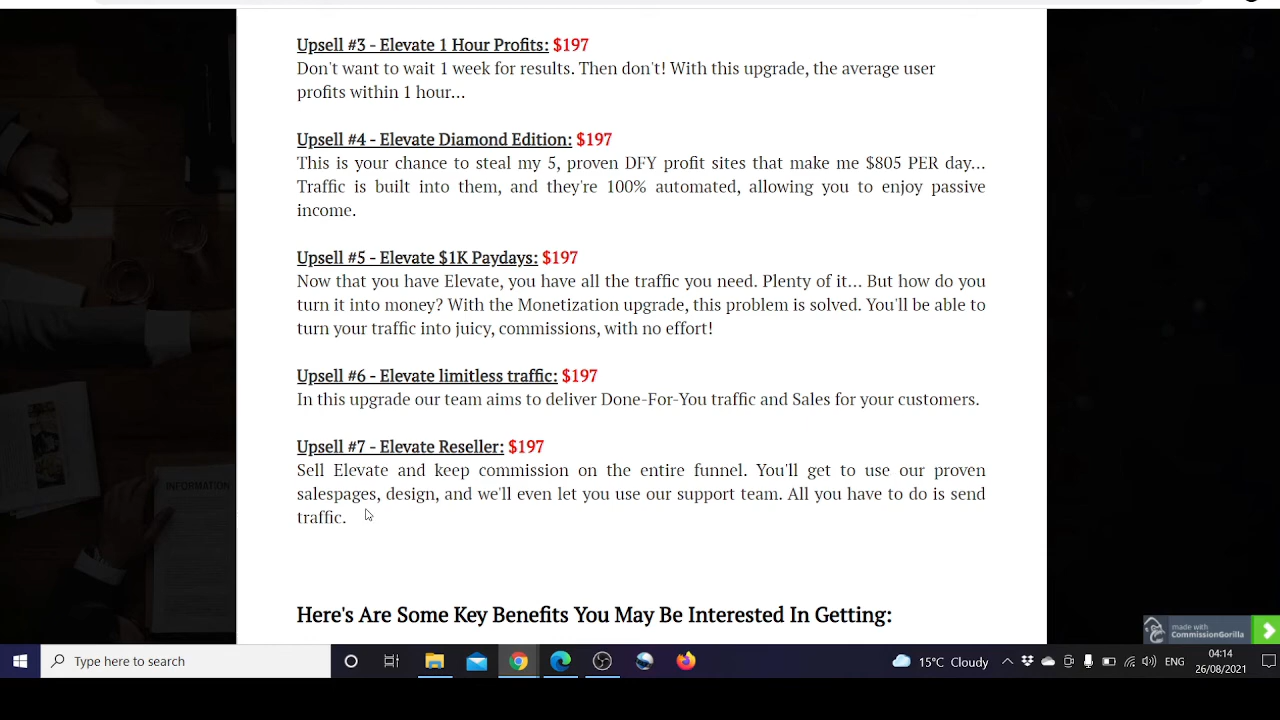 Upsell #3 - Elevate 1 Hour Profits: $197
Don't want to wait 1 week for results. Then don't! With this upgrade, the average user
profits within 1 hour...
Upsell #4 - Elevate Diamond Edition: $197
This is your chance to steal my 5, proven DFY profit sites that make me $805 PER day...
Traffic is built into them, and they're 100% automated, allowing you to enjoy passive
income.
Upsell #5 - Elevate $1K Paydays: $197
Now that you have Elevate, you have all the traffic you need. Plenty of it... But how do you
turn it into money? With the Monetization upgrade, this problem is solved. You'll be able to
turn your traffic into juicy, commissions, with no effort!
Upsell #6 - Elevate limitless traffic: $197
In this upgrade our team aims to deliver Done-For-You traffic and Sales for your customers.
Upsell #7 - Elevate Reseller: $197
Sell Elevate and keep commission on the entire funnel. You'll get to use our proven
salespages, design, and we'll even let you use our support team. All you have to do is send
traffic.
INFORMATION
Here's Are Some Key Benefits You May Be Interested In Getting:
made with
CommissionGorilla
Type here to search
15°C Cloudy
ENG
04:14
26/08/2021